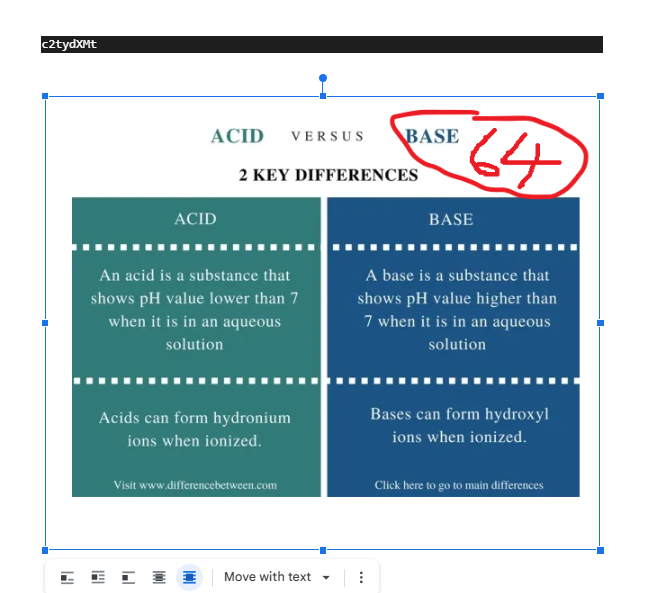 c2tydXMt
ACID VERSUS BASE 64
2 KEY DIFFERENCES
ACID
An acid is a substance that
shows pH value lower than 7
when it is in an aqueous
solution
Acids can form hydronium
ions when ionized.
Visit www.differencebetween.com
BASE
A base is a substance that
shows pH value higher than
7 when it is in an aqueous
solution
Bases can form hydroxyl
ions when ionized.
Click here to go to main differences
Move with text